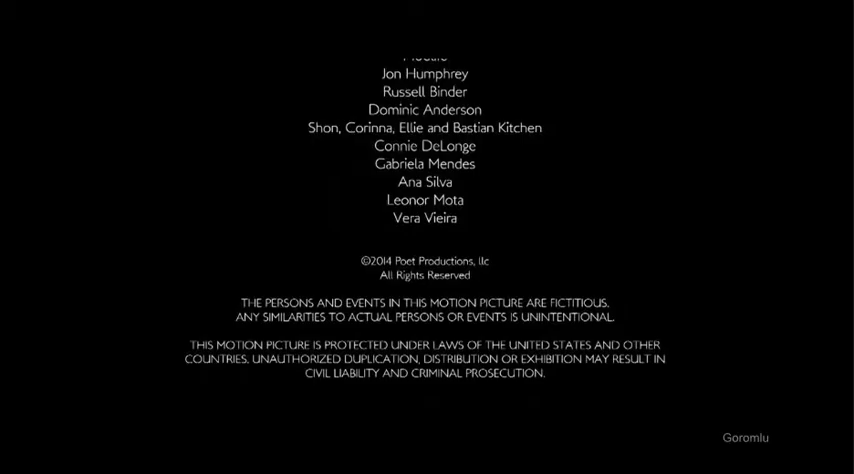 Jon Humphrey
Russell Binder
Dominic Anderson
Shon, Corinna, Ellie and Bastian Kitchen
Connie DeLonge
Gabriela Mendes
Ana Silva
Leonor Mota
Vera Vieira
©2014 Poet Productions, llc
All Rights Reserved
THE PERSONS AND EVENTS IN THIS MOTION PICTURE ARE FICTITIOUS.
ANY SIMILARITIES TO ACTUAL PERSONS OR EVENTS IS UNINTENTIONAL.
THIS MOTION PICTURE IS PROTECTED UNDER LAWS OF THE UNITED STATES AND OTHER
COUNTRIES. UNAUTHORIZED DUPLICATION, DISTRIBUTION OR EXHIBITION MAY RESULT IN
CIVIL LIABILITY AND CRIMINAL PROSECUTION.
Goromlu